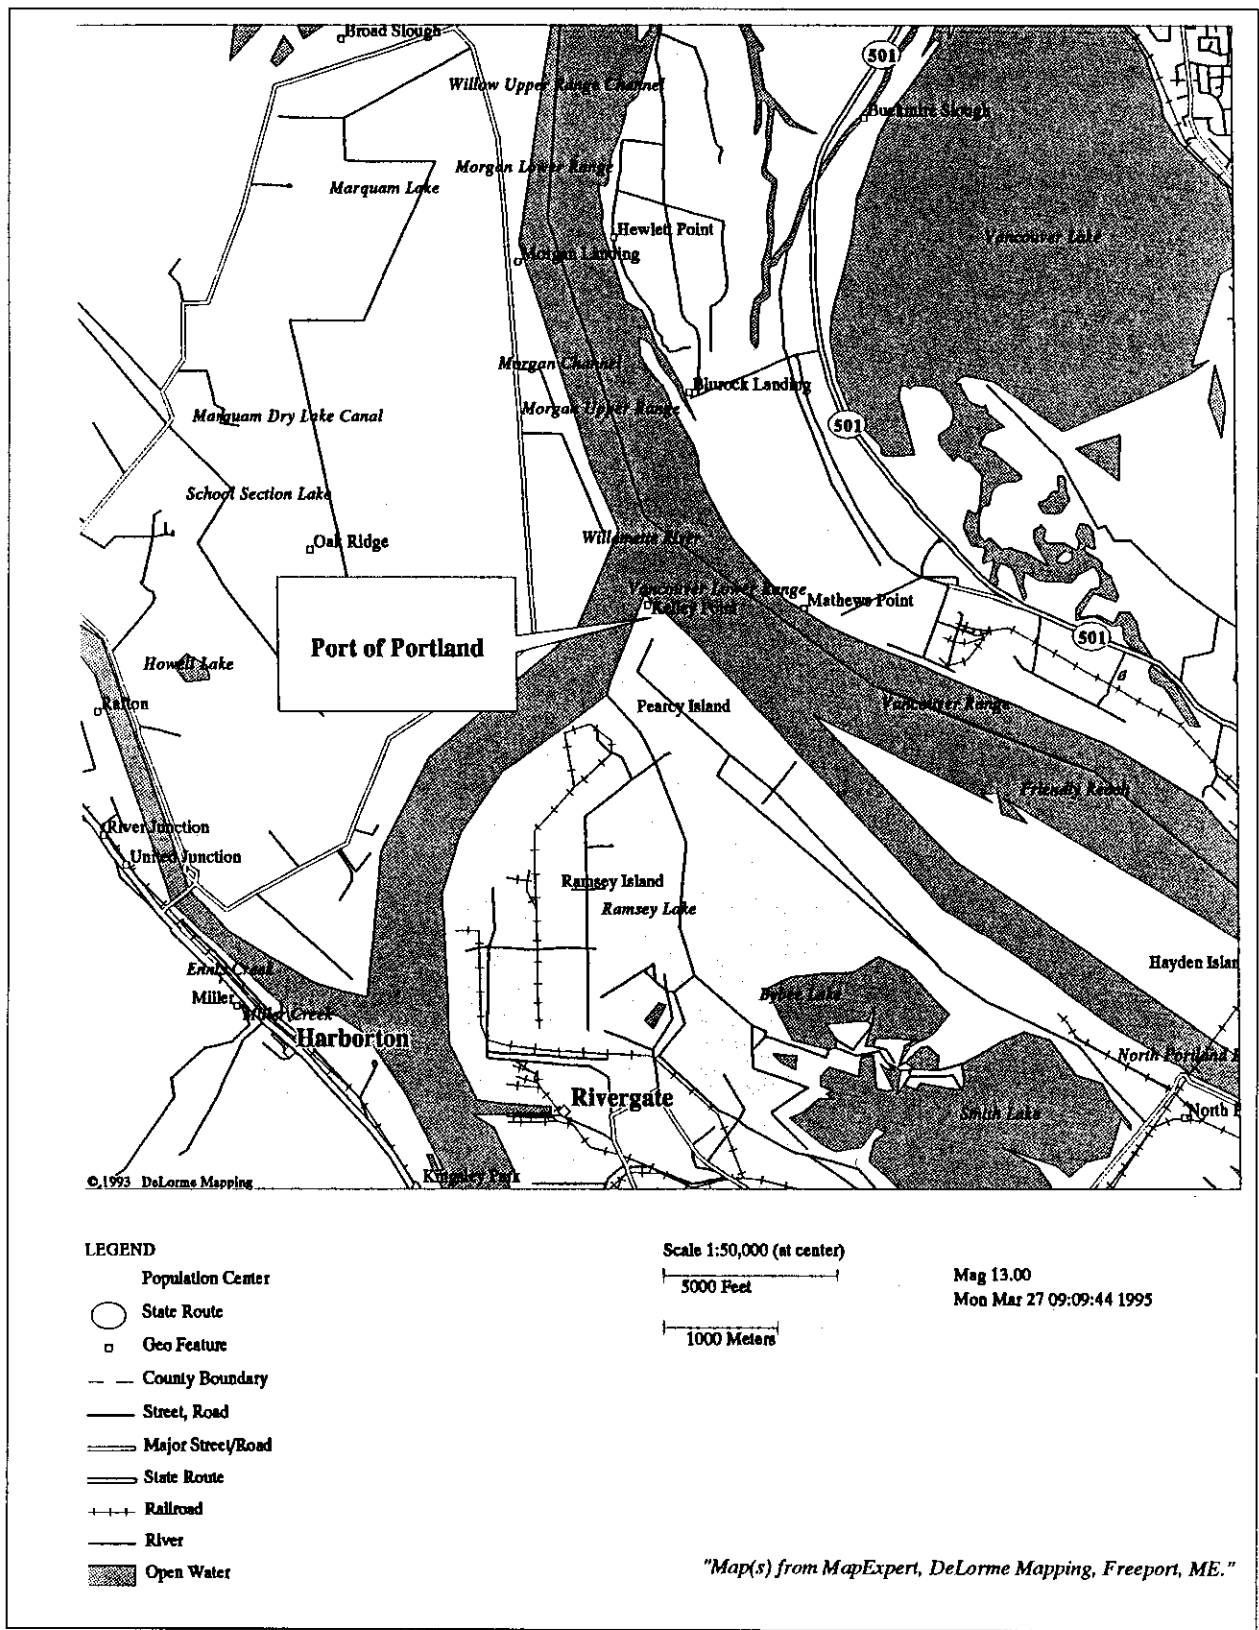 Broad Slough
501
Willow Upper Range Channel
Buckmire Slough
Morgan Lower Range
Marquam Lake
Hewlett Point
Vancouver Lake
Morgan Landing
Morgan Channel
Blurock Landing
Morgan Upper Range
Marquam Dry Lake Canal
501
School Section Lake
Willamette River
Oak Ridge
Vancouver Lower Range
Kelley Point
Mathews Point
501
Port of Portland
Howell Lake
Rafton
Pearcy Island
Vancouver Range
Friendly Reach
River Junction
United Junction
Ramsey Island
Ramsey Lake
Hayden Islan
Ennis Creek
Bybee Lake
Miller
Miller Creek
Harborton
North Portland H
Rivergate
Smith Lake
North P
Kingsley Park
© 1993 DeLorme Mapping
LEGEND
Population Center
State Route
Geo Feature
County Boundary
Street, Road
Major Street/Road
State Route
Railroad
River
Open Water
Scale 1:50,000 (at center)
5000 Feet
1000 Meters
Mag 13.00
Mon Mar 27 09:09:44 1995
"Map(s) from MapExpert, DeLorme Mapping, Freeport, ME."